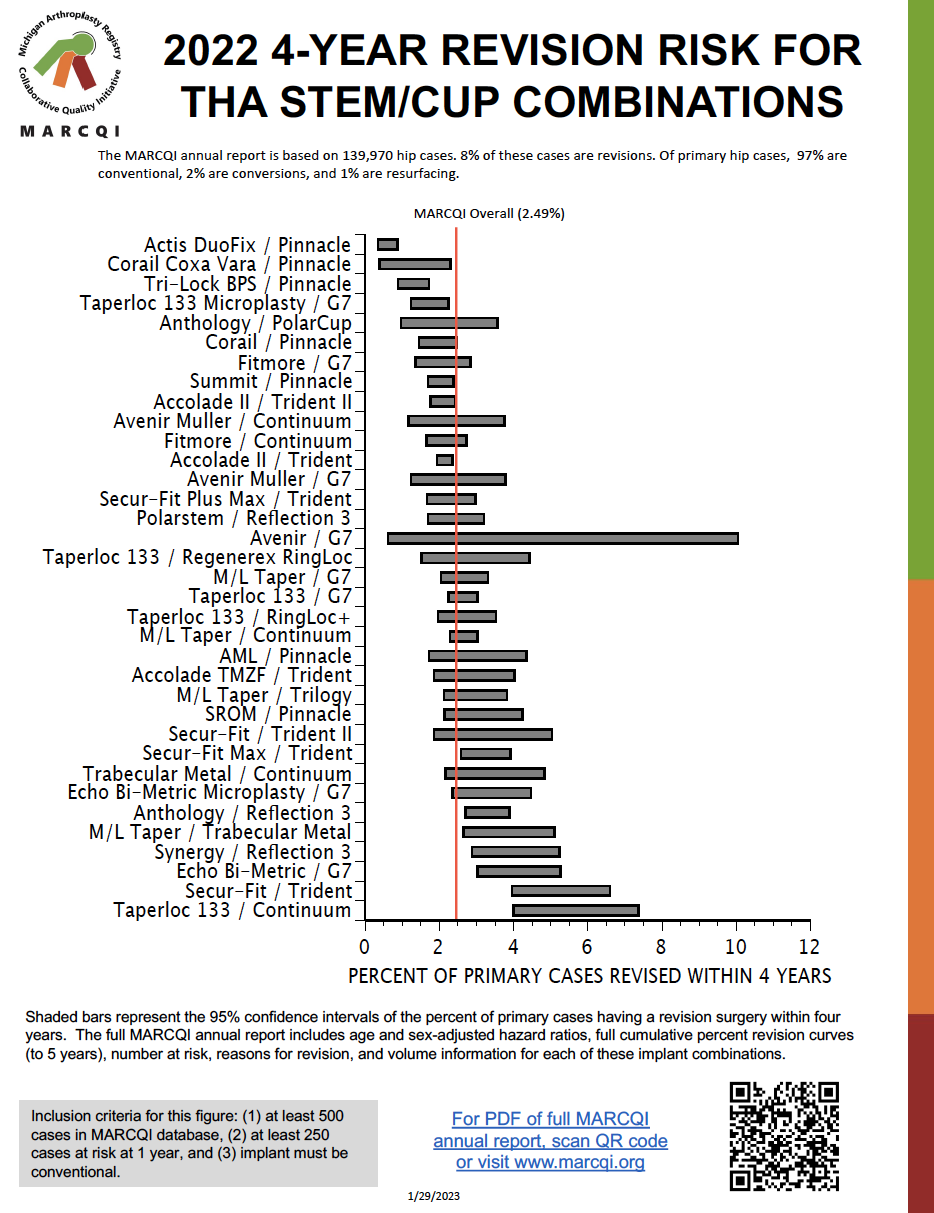 Michigan Arthroplasty Registry
Collaborative Quality Initiative
MARCQI
2022 4-YEAR REVISION RISK FOR
THA STEM/CUP COMBINATIONS
The MARCQI annual report is based on 139,970 hip cases. 8% of these cases are revisions. Of primary hip cases, 97% are
conventional, 2% are conversions, and 1% are resurfacing.
MARCQI Overall (2.49%)
Actis DuoFix / Pinnacle
Corail Coxa Vara / Pinnacle
Tri-Lock BPS / Pinnacle
Taperloc 133 Microplasty / G7
Anthology / PolarCup
Corail / Pinnacle
Fitmore / G7
Summit / Pinnacle
Accolade II / Trident II
Avenir Muller / Continuum
Fitmore / Continuum
Accolade II / Trident
Avenir Muller / G7
Secur-Fit Plus Max / Trident
Polarstem / Reflection 3
Avenir / G7
Taperloc 133 / Regenerex RingLoc
M/L Taper / G7
Taperloc 133 / G7
Taperloc 133 / RingLoc+
M/L Taper / Continuum
AML / Pinnacle
Accolade TMZF / Trident
M/L Taper / Trilogy
SROM / Pinnacle
Secur-Fit / Trident II
Secur-Fit Max / Trident
Trabecular Metal / Continuum
Echo Bi-Metric Microplasty / G7
Anthology / Reflection 3
M/L Taper / Trabecular Metal
Synergy / Reflection 3
Echo Bi-Metric / G7
Secur-Fit / Trident
Taperloc 133 / Continuum
0 2 4 6 8 10 12
PERCENT OF PRIMARY CASES REVISED WITHIN 4 YEARS
Shaded bars represent the 95% confidence intervals of the percent of primary cases having a revision surgery within four
years. The full MARCQI annual report includes age and sex-adjusted hazard ratios, full cumulative percent revision curves
(to 5 years), number at risk, reasons for revision, and volume information for each of these implant combinations.
Inclusion criteria for this figure: (1) at least 500
cases in MARCQI database, (2) at least 250
cases at risk at 1 year, and (3) implant must be
conventional.
For PDF of full MARCQI
annual report, scan QR code
or visit www.marcqi.org
1/29/2023